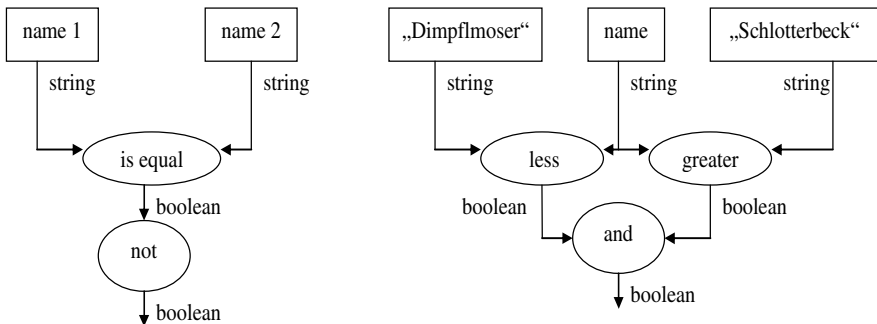 name 1
name 2
„Dimpflmoser“
name
„Schlotterbeck“
string
string
string
string
string
is equal
less
greater
boolean
boolean
boolean
not
and
boolean
boolean